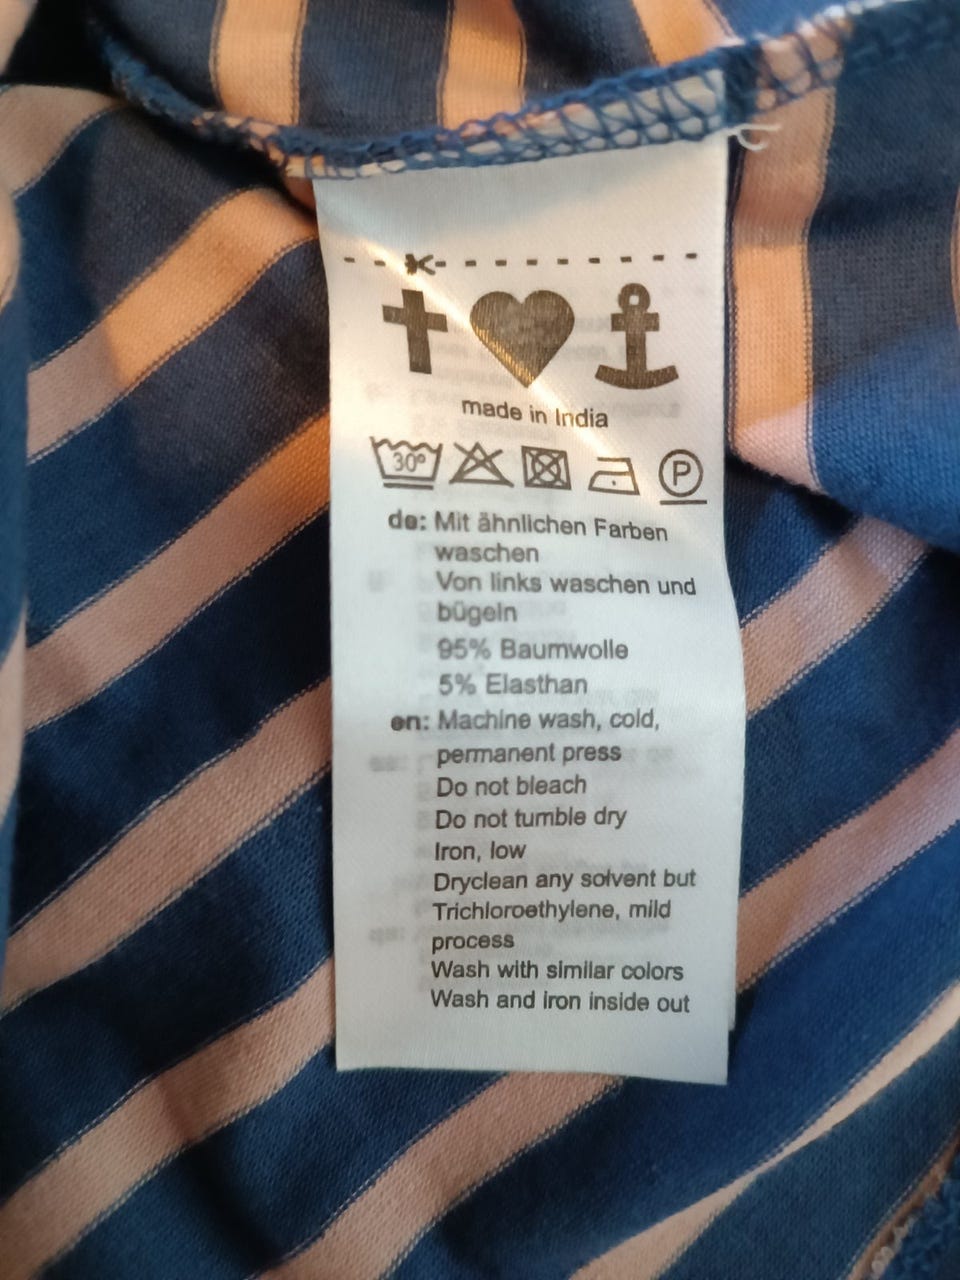 made in India
30°
P
de: Mit ähnlichen Farben
waschen
Von links waschen und
bügeln
95% Baumwolle
5% Elasthan
en: Machine wash, cold,
permanent press
Do not bleach
Do not tumble dry
Iron, low
Dryclean any solvent but
Trichloroethylene, mild
process
Wash with similar colors
Wash and iron inside out